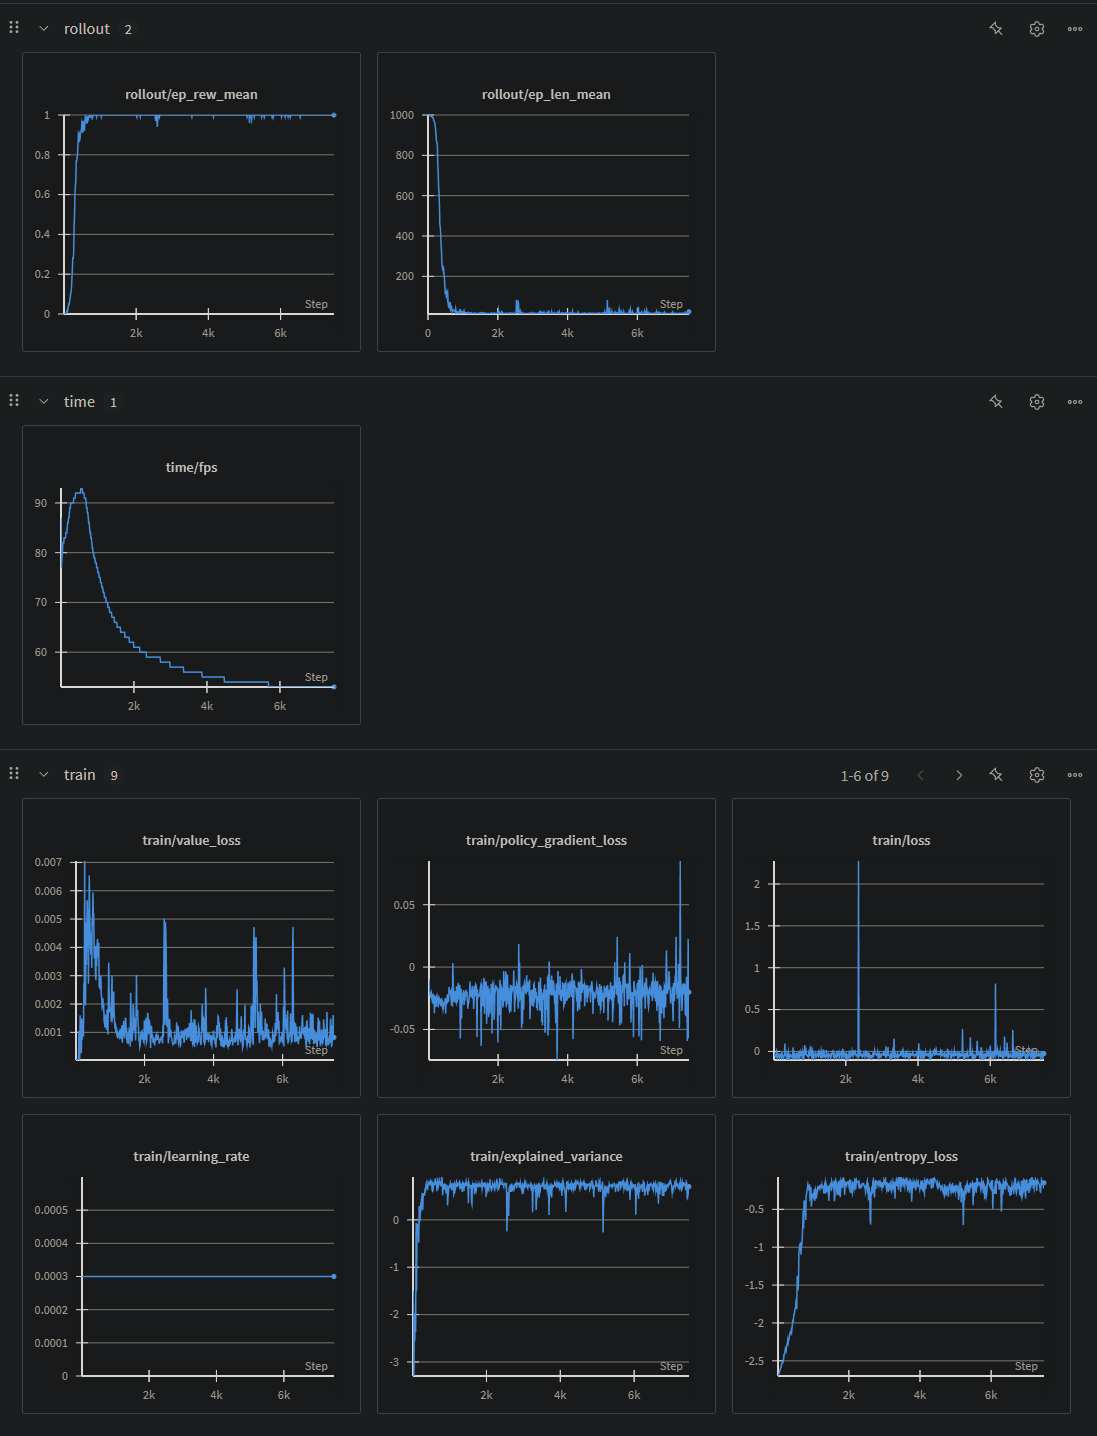 rollout 2
rollout/ep_rew_mean
1
0.8
0.6
0.4
0.2
0
2k 4k 6k
Step
rollout/ep_len_mean
1000
800
600
400
200
0 2k 4k 6k
Step
time 1
time/fps
90
80
70
60
2k 4k 6k
Step
train 9
1-6 of 9
train/value_loss
0.007
0.006
0.005
0.004
0.003
0.002
0.001
2k 4k 6k
Step
train/policy_gradient_loss
0.05
0
-0.05
2k 4k 6k
Step
train/loss
2
1.5
1
0.5
0
2k 4k 6k
Step
train/learning_rate
0.0005
0.0004
0.0003
0.0002
0.0001
0
2k 4k 6k
Step
train/explained_variance
0
-1
-2
-3
2k 4k 6k
Step
train/entropy_loss
-0.5
-1
-1.5
-2
-2.5
2k 4k 6k
Step